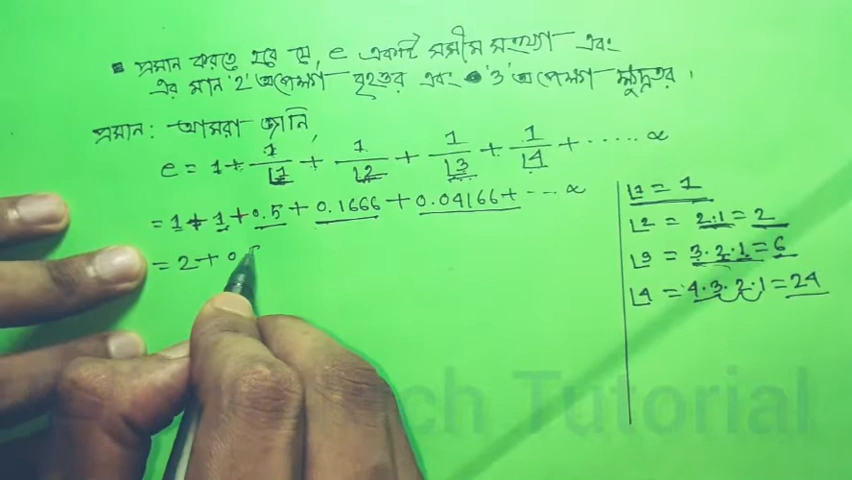 প্রমান করতে হবে যে, e একটি সসীম সংখ্যা এবং
এর মান '2' অপেক্ষা বৃহত্তর এবং '3' অপেক্ষা ক্ষুদ্রতর।
প্রমান: আমরা জানি,
e = 1 + 1/∟1 + 1/∟2 + 1/∟3 + 1/∟4 + ...... ∝
= 1 + 1 + 0.5 + 0.1666 + 0.04166 + ... ∝
= 2 + 0.5
∟1 = 1
∟2 = 2·1 = 2
∟3 = 3·2·1 = 6
∟4 = 4·3·2·1 = 24
Tutorial